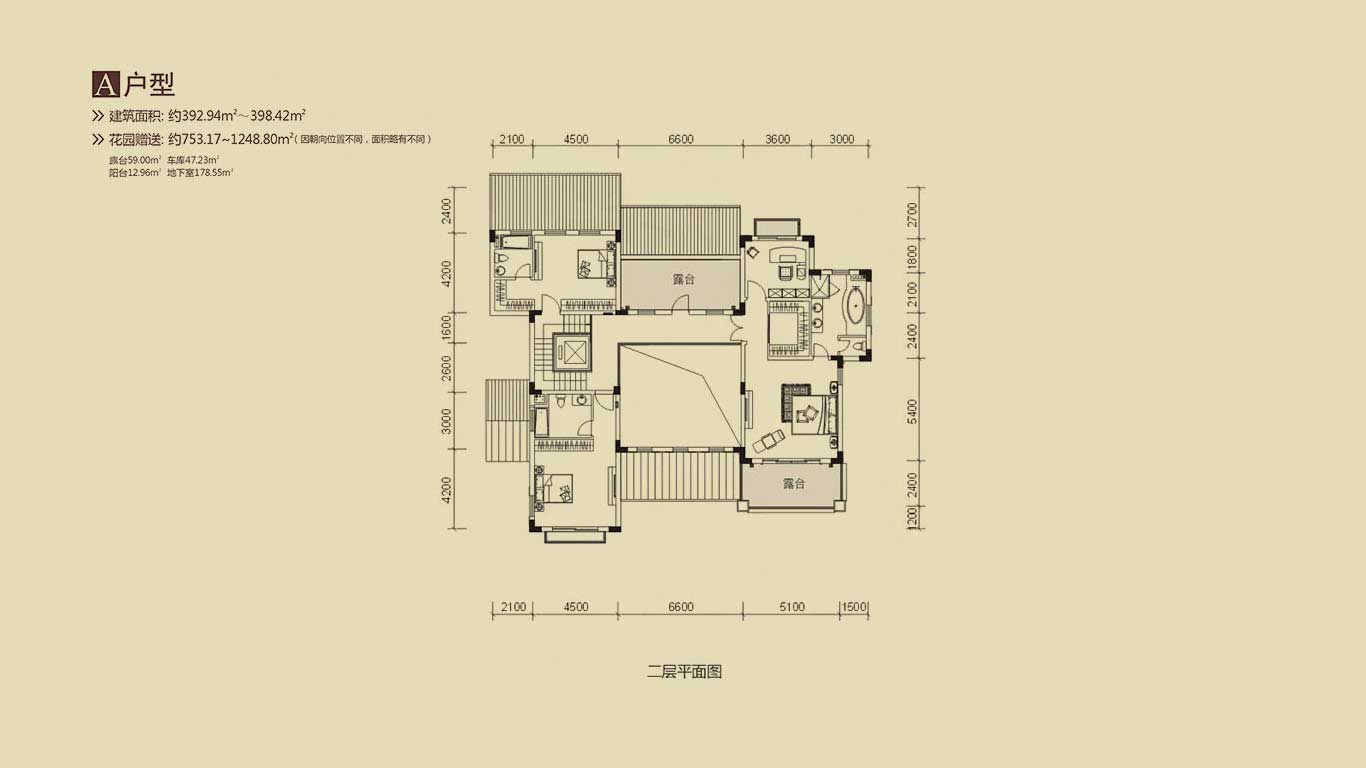 A户型
建筑面积: 约392.94㎡~398.42㎡
花园赠送: 约753.17~1248.80㎡(因朝向位置不同，面积略有不同)
露台59.00㎡ 车库47.23㎡
阳台12.96㎡ 地下室178.55㎡
2100 4500 6600 3600 3000
2400
4200
1600
2600
3000
4200
露台
露台
2700
1800
2100
2400
5400
2400
1200
2100 4500 6600 5100 1500
二层平面图